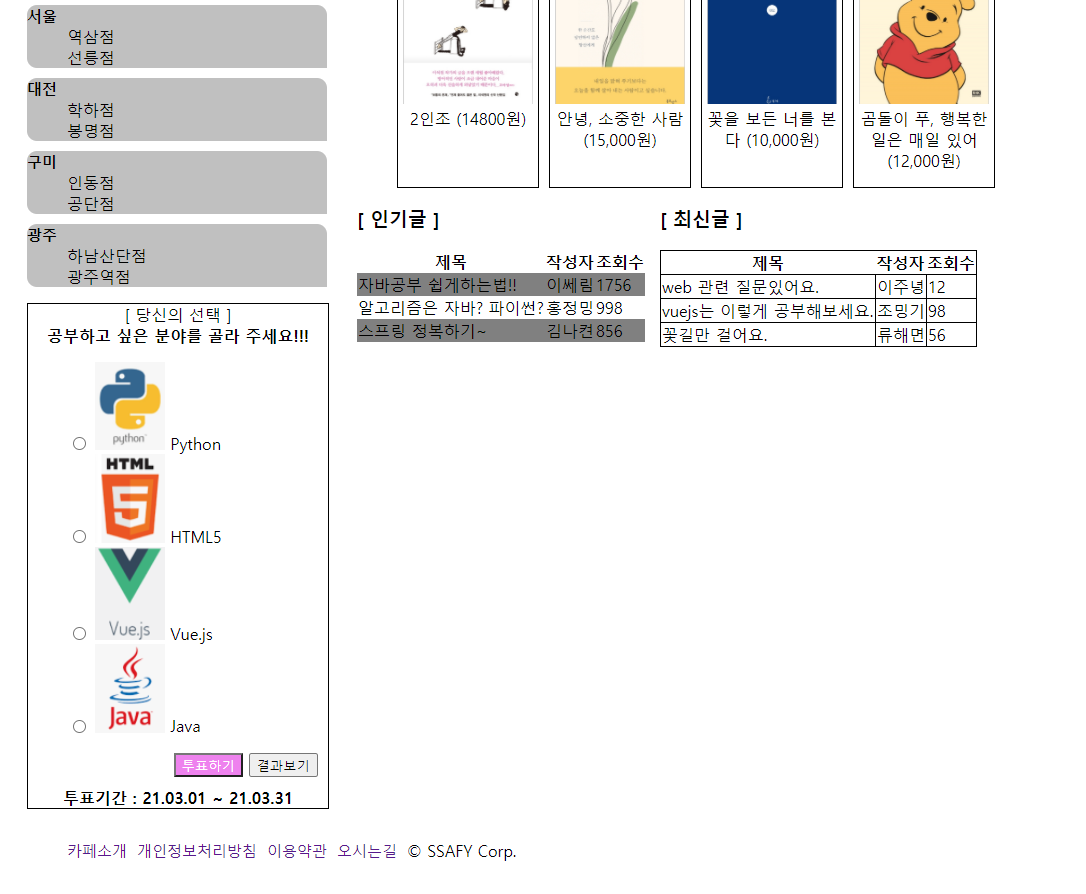 서울
역삼점
선릉점
대전
학하점
봉명점
구미
인동점
공단점
광주
하남산단점
광주역점
[ 당신의 선택 ]
공부하고 싶은 분야를 골라 주세요!!!
python
Python
HTML
5
HTML5
Vue.js
Vue.js
Java
Java
투표하기 결과보기
투표기간 : 21.03.01 ~ 21.03.31
2인조 (14800원)
안녕, 소중한 사람
(15,000원)
꽃을 보든 너를 본
다 (10,000원)
곰돌이 푸, 행복한
일은 매일 있어
(12,000원)
[ 인기글 ]
제목 작성자 조회수
자바공부 쉽게하는법!! 이쎄림 1756
알고리즘은 자바? 파이썬? 홍정밍 998
스프링 정복하기~ 김나켠 856
[ 최신글 ]
제목 작성자 조회수
web 관련 질문있어요. 이주녕 12
vuejs는 이렇게 공부해보세요. 조밍기 98
꽃길만 걸어요. 류해면 56
카페소개 개인정보처리방침 이용약관 오시는길 © SSAFY Corp.